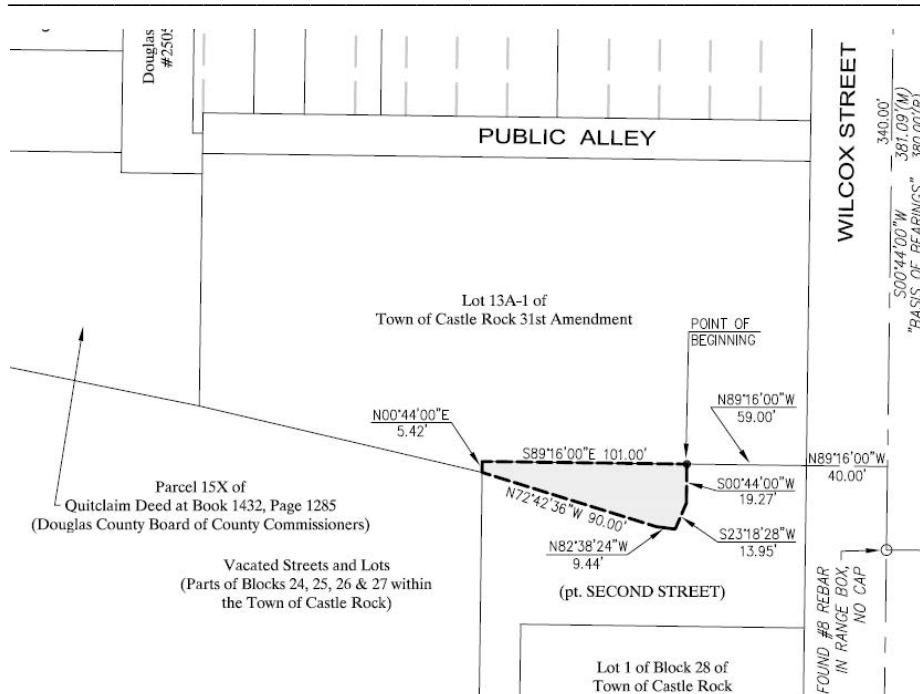 Douglas
#2505
PUBLIC ALLEY
WILCOX STREET
340.00'
381.09'(M)
380.00'(P)
S00°44'00"W
"BASIS OF BEARINGS"
Lot 13A-1 of
Town of Castle Rock 31st Amendment
POINT OF
BEGINNING
N89°16'00"W
59.00'
N00°44'00"E
5.42'
S89°16'00"E 101.00'
N89°16'00"W
40.00'
S00°44'00"W
19.27'
N72°42'36"W 90.00'
S23°18'28"W
13.95'
N82°38'24"W
9.44'
Parcel 15X of
Quitclaim Deed at Book 1432, Page 1285
(Douglas County Board of County Commissioners)
Vacated Streets and Lots
(Parts of Blocks 24, 25, 26 & 27 within
the Town of Castle Rock)
(pt. SECOND STREET)
FOUND #8 REBAR
IN RANGE BOX,
NO CAP
Lot 1 of Block 28 of
Town of Castle Rock